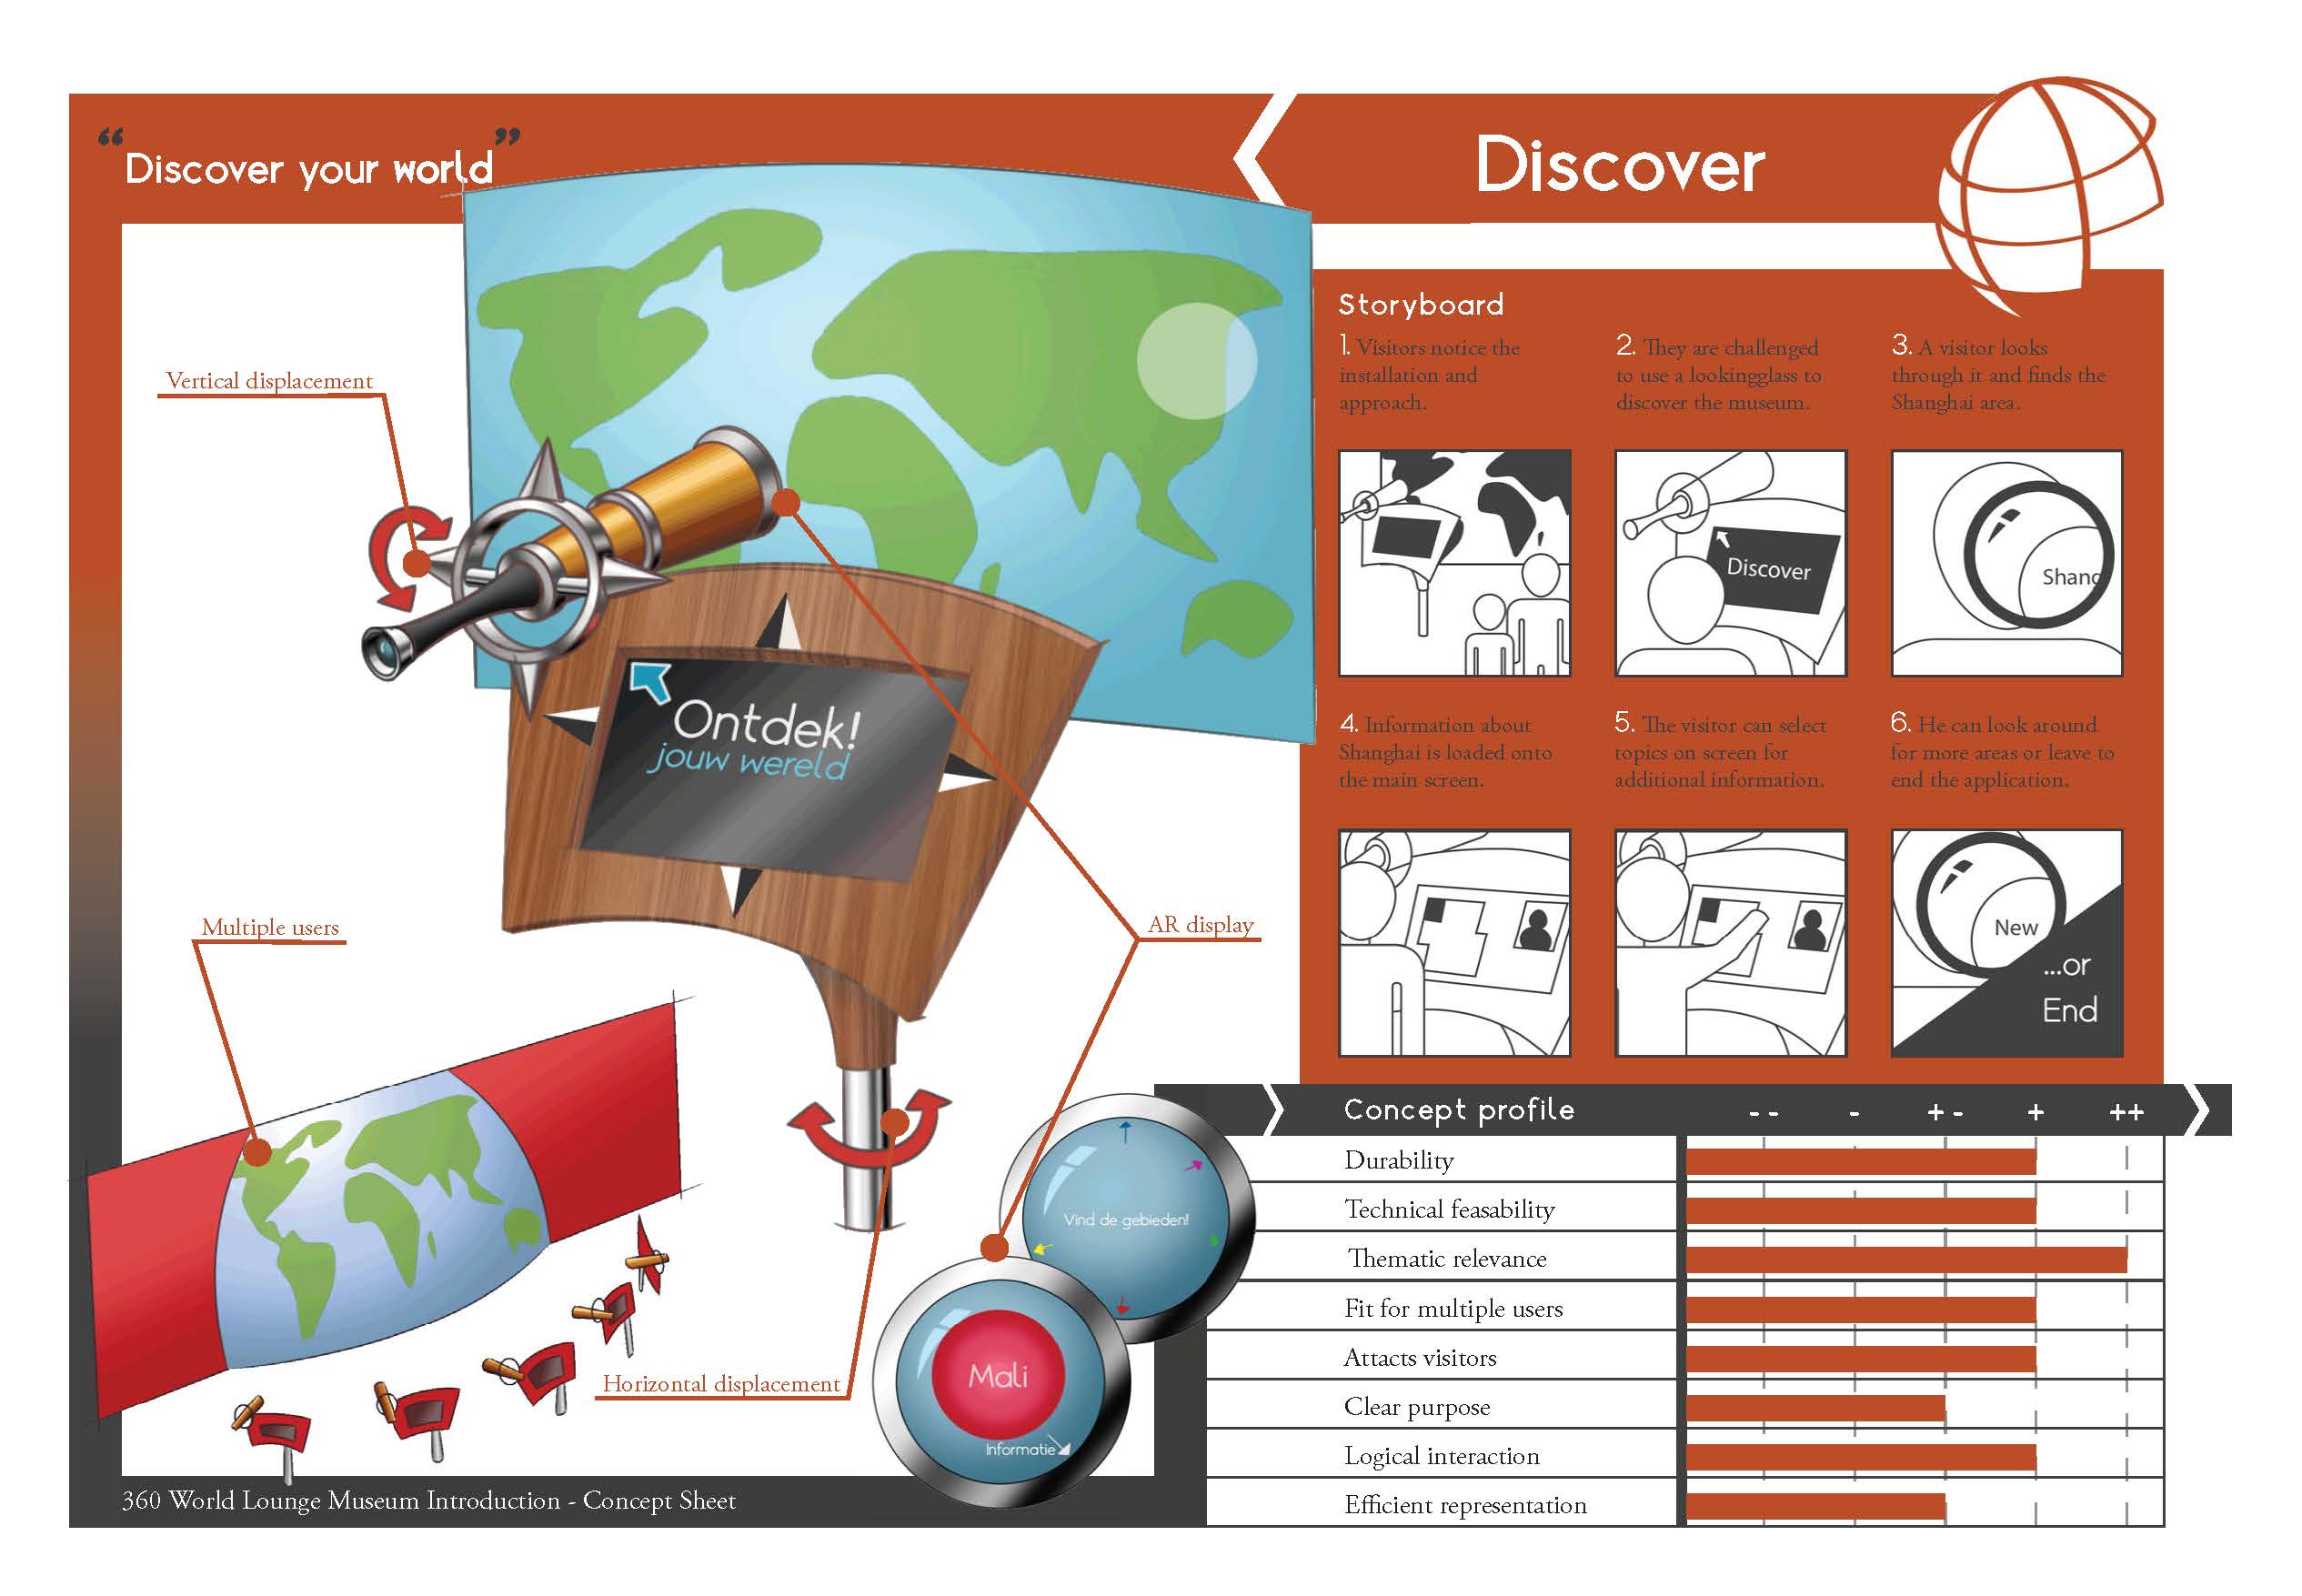 “Discover your world”
Discover
Vertical displacement
Ontdek!
jouw wereld
Multiple users
AR display
Horizontal displacement
Vind de gebieden!
Mali
Informatie
360 World Lounge Museum Introduction - Concept Sheet
Storyboard
1. Visitors notice the
installation and
approach.
2. They are challenged
to use a lookingglass to
discover the museum.
3. A visitor looks
through it and finds the
Shanghai area.
Discover
Shang
4. Information about
Shanghai is loaded onto
the main screen.
5. The visitor can select
topics on screen for
additional information.
6. He can look around
for more areas or leave to
end the application.
New
...or
End
Concept profile -- - +- + ++
Durability
Technical feasability
Thematic relevance
Fit for multiple users
Attacts visitors
Clear purpose
Logical interaction
Efficient representation